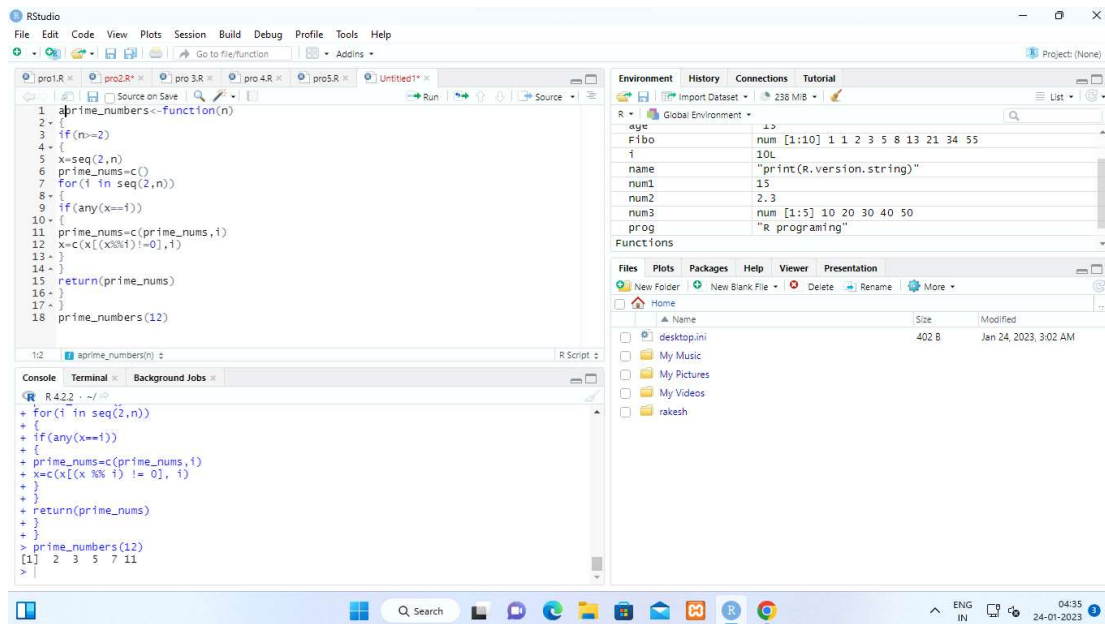 RStudio
File Edit Code View Plots Session Build Debug Profile Tools Help
Go to file/function Addins Project: (None)
pro1.R pro2.R* pro 3.R pro 4.R pro5.R Untitled1*
Source on Save Run Source
1 aprime_numbers<-function(n)
2 {
3 if(n>=2)
4 {
5 x=seq(2,n)
6 prime_nums=c()
7 for(i in seq(2,n))
8 {
9 if(any(x==i))
10 {
11 prime_nums=c(prime_nums,i)
12 x=c(x[(x%%i)!=0],i)
13 }
14 }
15 return(prime_nums)
16 }
17 }
18 prime_numbers(12)
1:2 aprime_numbers(n) R Script
Console Terminal Background Jobs
R 4.2.2 · ~/
+ for(i in seq(2,n))
+ {
+ if(any(x==i))
+ {
+ prime_nums=c(prime_nums,i)
+ x=c(x[(x %% i) != 0], i)
+ }
+ }
+ return(prime_nums)
+ }
+ }
> prime_numbers(12)
[1] 2 3 5 7 11
>
Environment History Connections Tutorial
Import Dataset 238 MiB List
R Global Environment
age 15
Fibo num [1:10] 1 1 2 3 5 8 13 21 34 55
i 10L
name "print(R.version.string)"
num1 15
num2 2.3
num3 num [1:5] 10 20 30 40 50
prog "R programing"
Functions
Files Plots Packages Help Viewer Presentation
New Folder New Blank File Delete Rename More
Home
Name Size Modified
desktop.ini 402 B Jan 24, 2023, 3:02 AM
My Music
My Pictures
My Videos
rakesh
Search
ENG
IN
04:35
24-01-2023
3